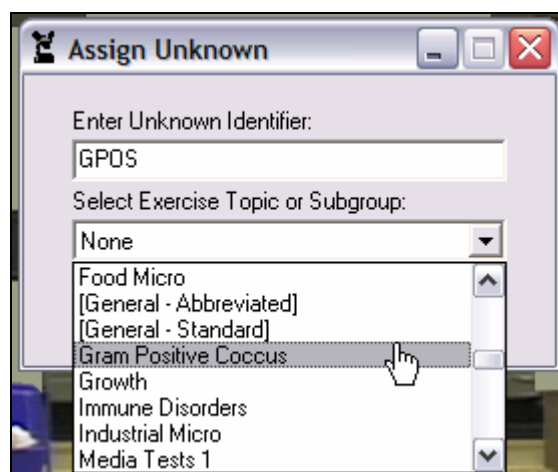 Assign Unknown
Enter Unknown Identifier:
GPOS
Select Exercise Topic or Subgroup:
None
Food Micro
[General - Abbreviated]
[General - Standard]
Gram Positive Coccus
Growth
Immune Disorders
Industrial Micro
Media Tests 1